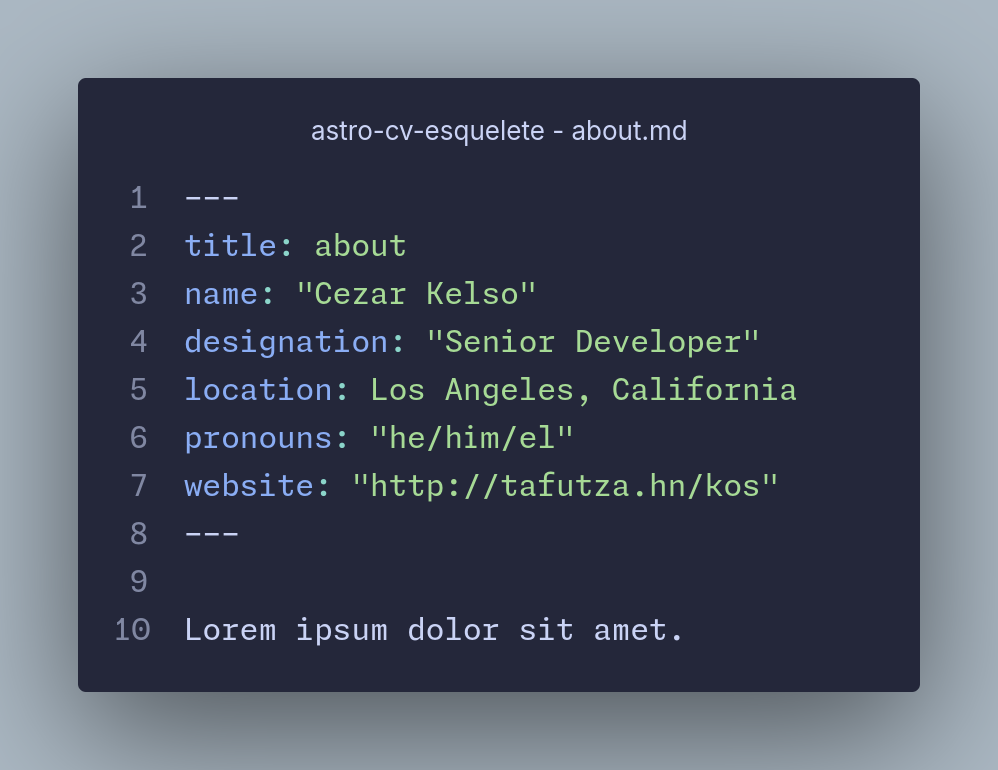 astro-cv-esquelete - about.md
1 ---
2 title: about
3 name: "Cezar Kelso"
4 designation: "Senior Developer"
5 location: Los Angeles, California
6 pronouns: "he/him/el"
7 website: "http://tafutza.hn/kos"
8 ---
9
10 Lorem ipsum dolor sit amet.